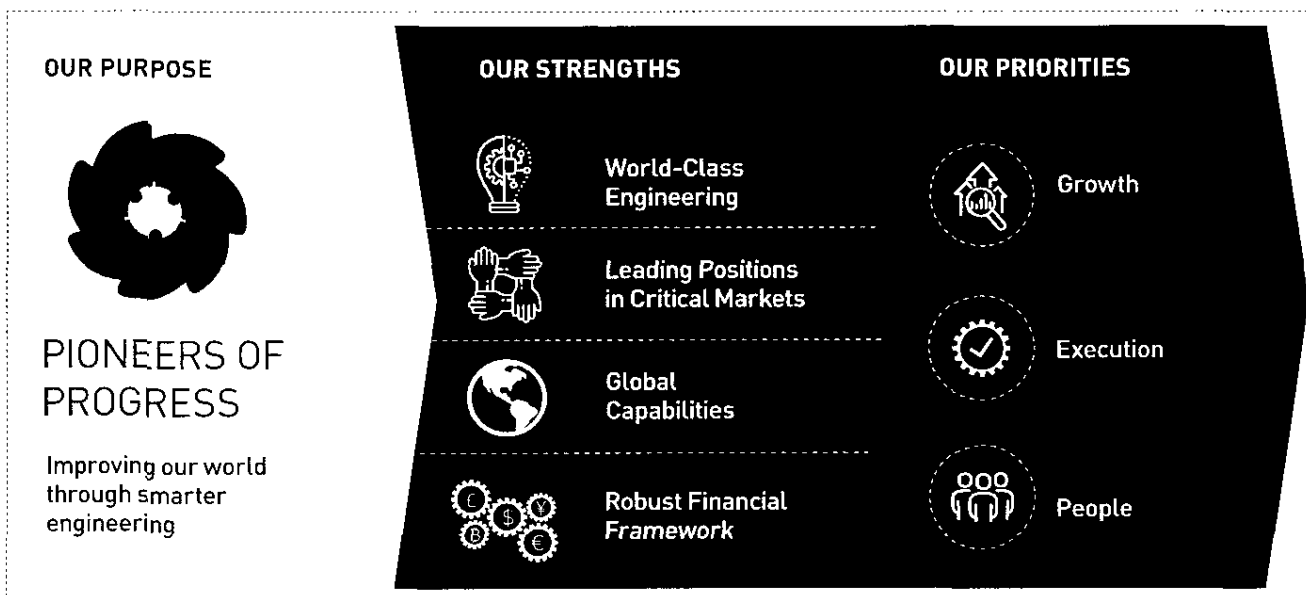 OUR PURPOSE
PIONEERS OF
PROGRESS
Improving our world
through smarter
engineering
OUR STRENGTHS
World-Class
Engineering
Leading Positions
in Critical Markets
Global
Capabilities
£
$
¥
B
€
Robust Financial
Framework
OUR PRIORITIES
Growth
Execution
People